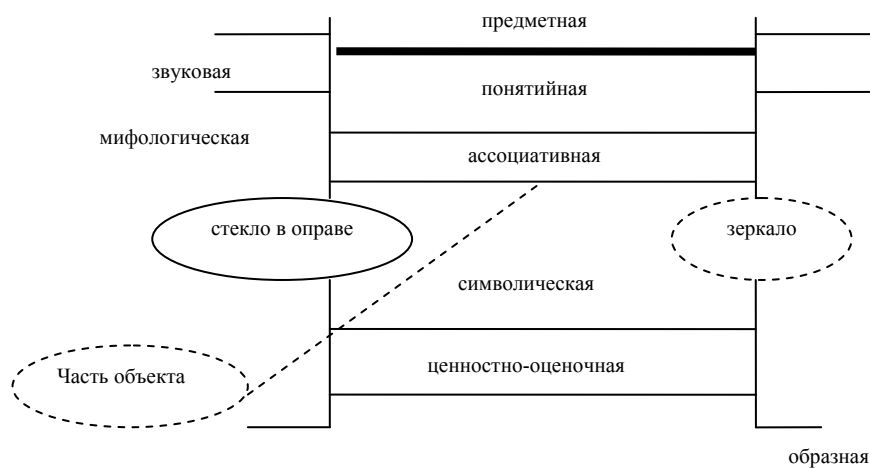 предметная
звуковая
понятийная
мифологическая
ассоциативная
стекло в оправе
зеркало
символическая
Часть объекта
ценностно-оценочная
образная